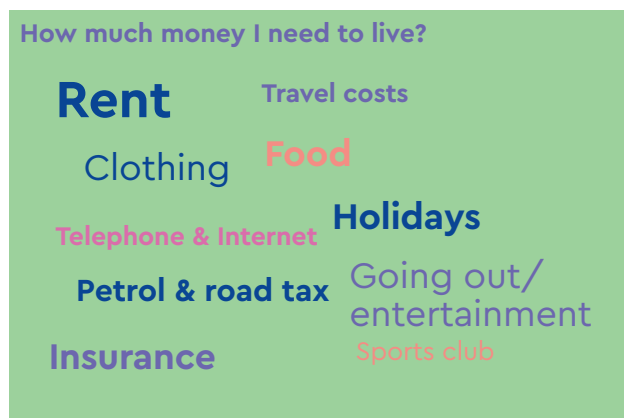 How much money I need to live?
Rent
Travel costs
Clothing
Food
Holidays
Telephone & Internet
Petrol & road tax
Going out/
entertainment
Sports club
Insurance